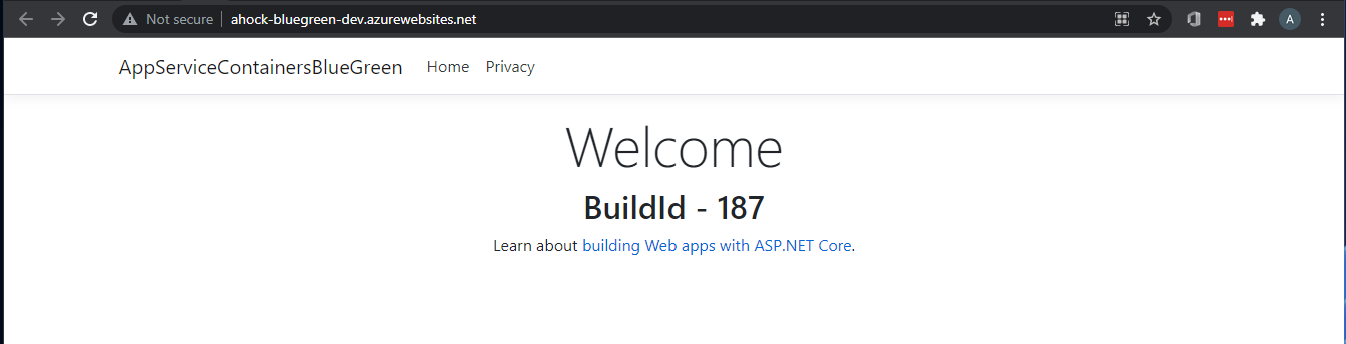 Not secure ahock-bluegreen-dev.azurewebsites.net A
AppServiceContainersBlueGreen Home Privacy
Welcome
BuildId - 187
Learn about building Web apps with ASP.NET Core.